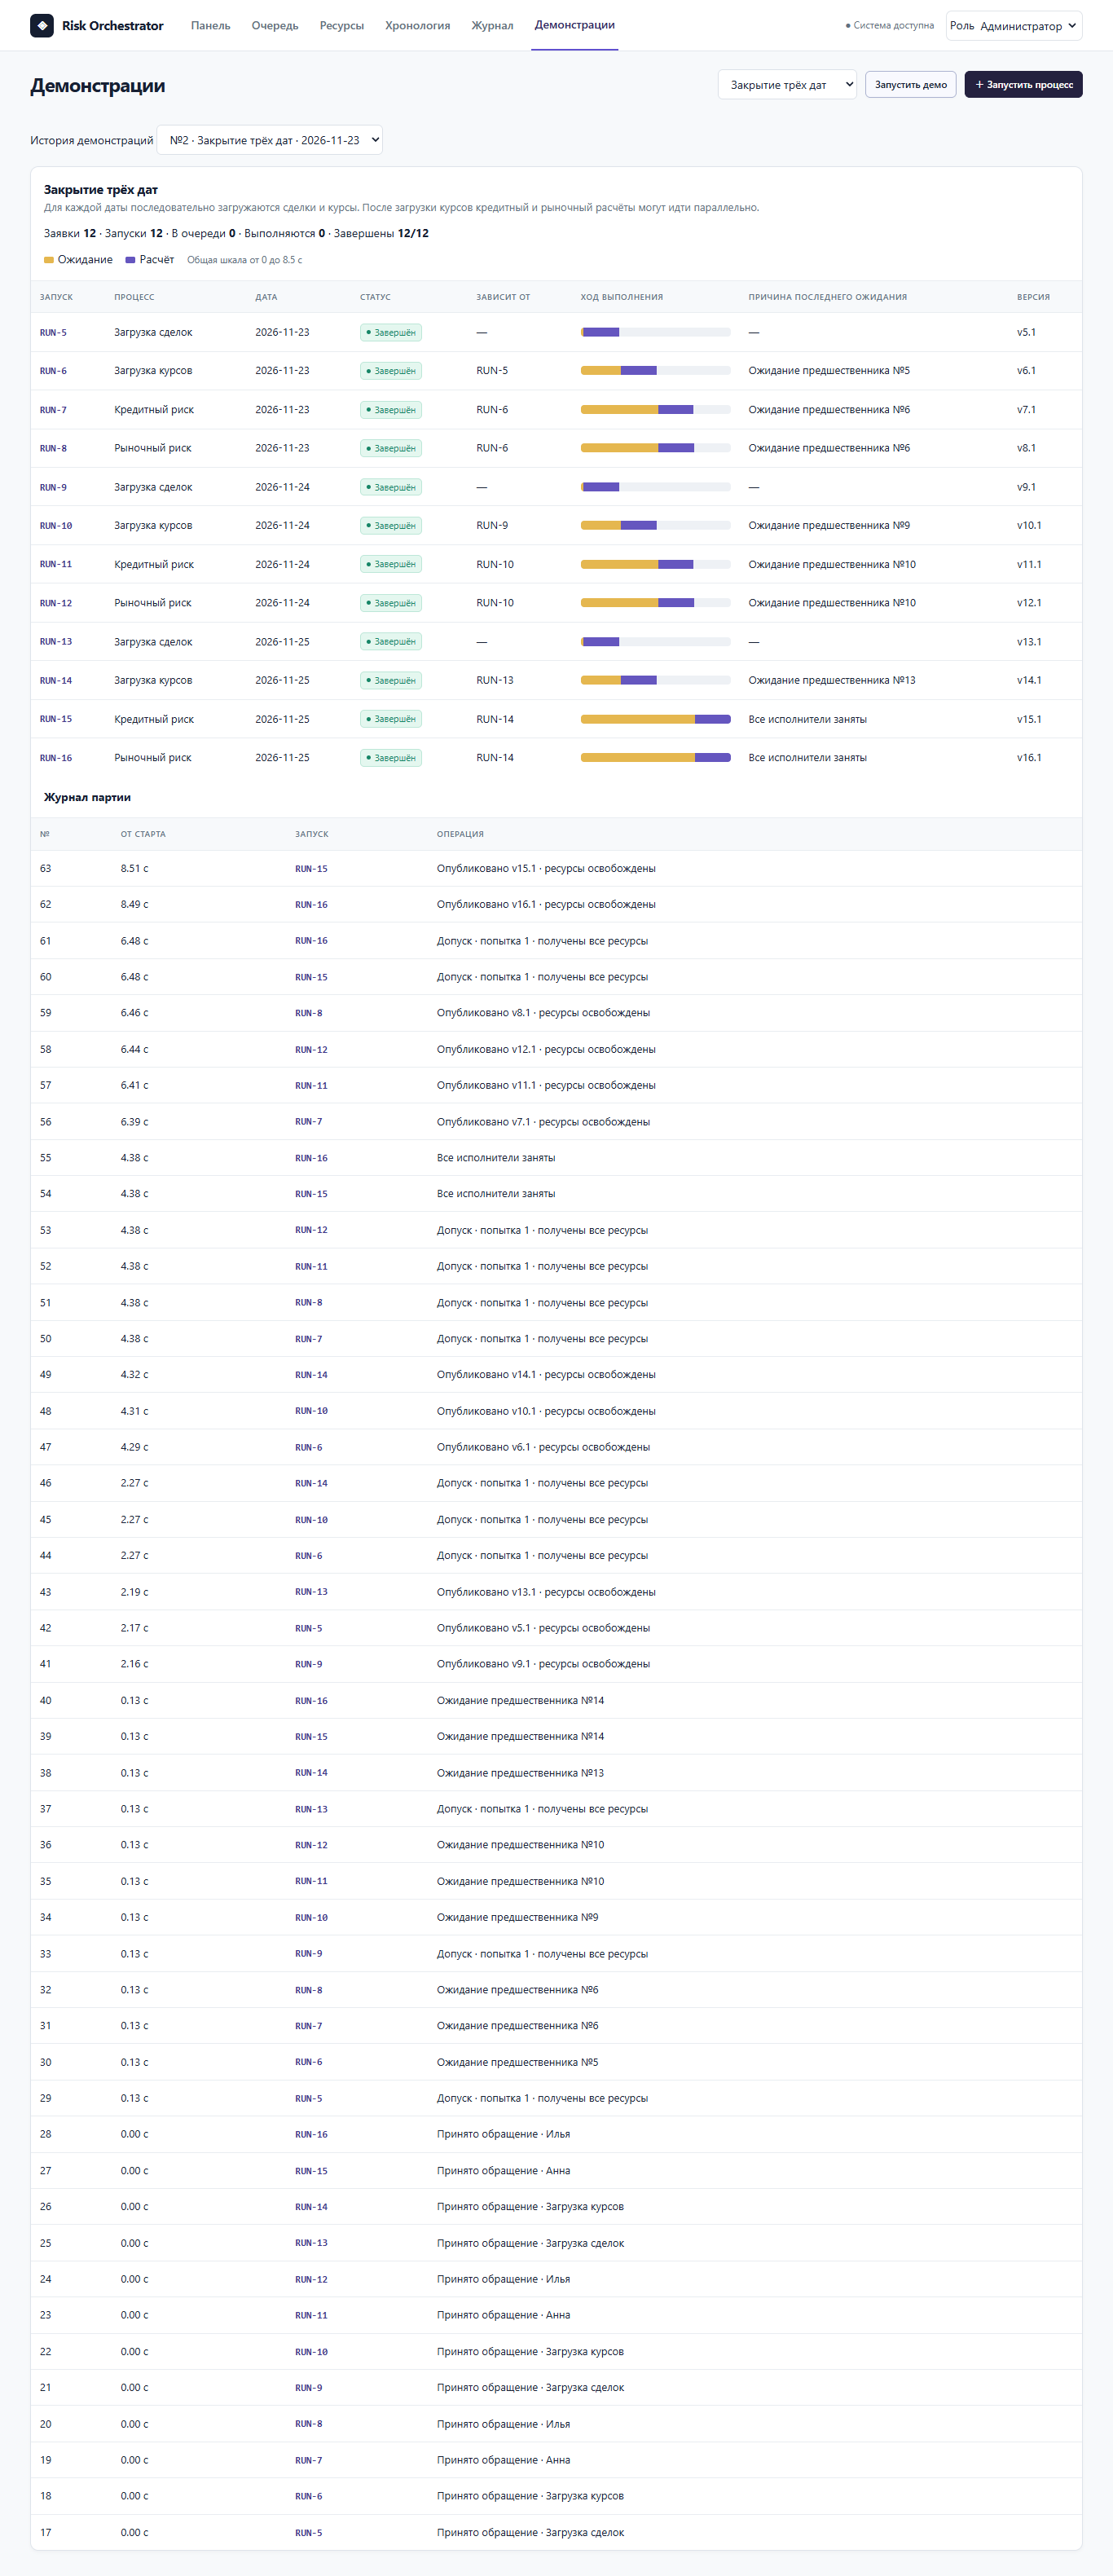 Risk Orchestrator Панель Очередь Ресурсы Хронология Журнал Демонстрации Система доступна Роль Администратор
Демонстрации Закрытие трёх дат Запустить демо + Запустить процесс
История демонстраций №2 · Закрытие трёх дат · 2026-11-23
Закрытие трёх дат
Для каждой даты последовательно загружаются сделки и курсы. После загрузки курсов кредитный и рыночный расчёты могут идти параллельно.
Заявки 12 · Запуски 12 · В очереди 0 · Выполняются 0 · Завершены 12/12
Ожидание Расчёт Общая шкала от 0 до 8.5 с
ЗАПУСК ПРОЦЕСС ДАТА СТАТУС ЗАВИСИТ ОТ ХОД ВЫПОЛНЕНИЯ ПРИЧИНА ПОСЛЕДНЕГО ОЖИДАНИЯ ВЕРСИЯ
RUN-5 Загрузка сделок 2026-11-23 Завершён — — v5.1
RUN-6 Загрузка курсов 2026-11-23 Завершён RUN-5 Ожидание предшественника №5 v6.1
RUN-7 Кредитный риск 2026-11-23 Завершён RUN-6 Ожидание предшественника №6 v7.1
RUN-8 Рыночный риск 2026-11-23 Завершён RUN-6 Ожидание предшественника №6 v8.1
RUN-9 Загрузка сделок 2026-11-24 Завершён — — v9.1
RUN-10 Загрузка курсов 2026-11-24 Завершён RUN-9 Ожидание предшественника №9 v10.1
RUN-11 Кредитный риск 2026-11-24 Завершён RUN-10 Ожидание предшественника №10 v11.1
RUN-12 Рыночный риск 2026-11-24 Завершён RUN-10 Ожидание предшественника №10 v12.1
RUN-13 Загрузка сделок 2026-11-25 Завершён — — v13.1
RUN-14 Загрузка курсов 2026-11-25 Завершён RUN-13 Ожидание предшественника №13 v14.1
RUN-15 Кредитный риск 2026-11-25 Завершён RUN-14 Все исполнители заняты v15.1
RUN-16 Рыночный риск 2026-11-25 Завершён RUN-14 Все исполнители заняты v16.1
Журнал партии
№ ОТ СТАРТА ЗАПУСК ОПЕРАЦИЯ
63 8.51 с RUN-15 Опубликовано v15.1 · ресурсы освобождены
62 8.49 с RUN-16 Опубликовано v16.1 · ресурсы освобождены
61 6.48 с RUN-16 Допуск · попытка 1 · получены все ресурсы
60 6.48 с RUN-15 Допуск · попытка 1 · получены все ресурсы
59 6.46 с RUN-8 Опубликовано v8.1 · ресурсы освобождены
58 6.44 с RUN-12 Опубликовано v12.1 · ресурсы освобождены
57 6.41 с RUN-11 Опубликовано v11.1 · ресурсы освобождены
56 6.39 с RUN-7 Опубликовано v7.1 · ресурсы освобождены
55 4.38 с RUN-16 Все исполнители заняты
54 4.38 с RUN-15 Все исполнители заняты
53 4.38 с RUN-12 Допуск · попытка 1 · получены все ресурсы
52 4.38 с RUN-11 Допуск · попытка 1 · получены все ресурсы
51 4.38 с RUN-8 Допуск · попытка 1 · получены все ресурсы
50 4.38 с RUN-7 Допуск · попытка 1 · получены все ресурсы
49 4.32 с RUN-14 Опубликовано v14.1 · ресурсы освобождены
48 4.31 с RUN-10 Опубликовано v10.1 · ресурсы освобождены
47 4.29 с RUN-6 Опубликовано v6.1 · ресурсы освобождены
46 2.27 с RUN-14 Допуск · попытка 1 · получены все ресурсы
45 2.27 с RUN-10 Допуск · попытка 1 · получены все ресурсы
44 2.27 с RUN-6 Допуск · попытка 1 · получены все ресурсы
43 2.19 с RUN-13 Опубликовано v13.1 · ресурсы освобождены
42 2.17 с RUN-5 Опубликовано v5.1 · ресурсы освобождены
41 2.16 с RUN-9 Опубликовано v9.1 · ресурсы освобождены
40 0.13 с RUN-16 Ожидание предшественника №14
39 0.13 с RUN-15 Ожидание предшественника №14
38 0.13 с RUN-14 Ожидание предшественника №13
37 0.13 с RUN-13 Допуск · попытка 1 · получены все ресурсы
36 0.13 с RUN-12 Ожидание предшественника №10
35 0.13 с RUN-11 Ожидание предшественника №10
34 0.13 с RUN-10 Ожидание предшественника №9
33 0.13 с RUN-9 Допуск · попытка 1 · получены все ресурсы
32 0.13 с RUN-8 Ожидание предшественника №6
31 0.13 с RUN-7 Ожидание предшественника №6
30 0.13 с RUN-6 Ожидание предшественника №5
29 0.13 с RUN-5 Допуск · попытка 1 · получены все ресурсы
28 0.00 с RUN-16 Принято обращение · Илья
27 0.00 с RUN-15 Принято обращение · Анна
26 0.00 с RUN-14 Принято обращение · Загрузка курсов
25 0.00 с RUN-13 Принято обращение · Загрузка сделок
24 0.00 с RUN-12 Принято обращение · Илья
23 0.00 с RUN-11 Принято обращение · Анна
22 0.00 с RUN-10 Принято обращение · Загрузка курсов
21 0.00 с RUN-9 Принято обращение · Загрузка сделок
20 0.00 с RUN-8 Принято обращение · Илья
19 0.00 с RUN-7 Принято обращение · Анна
18 0.00 с RUN-6 Принято обращение · Загрузка курсов
17 0.00 с RUN-5 Принято обращение · Загрузка сделок